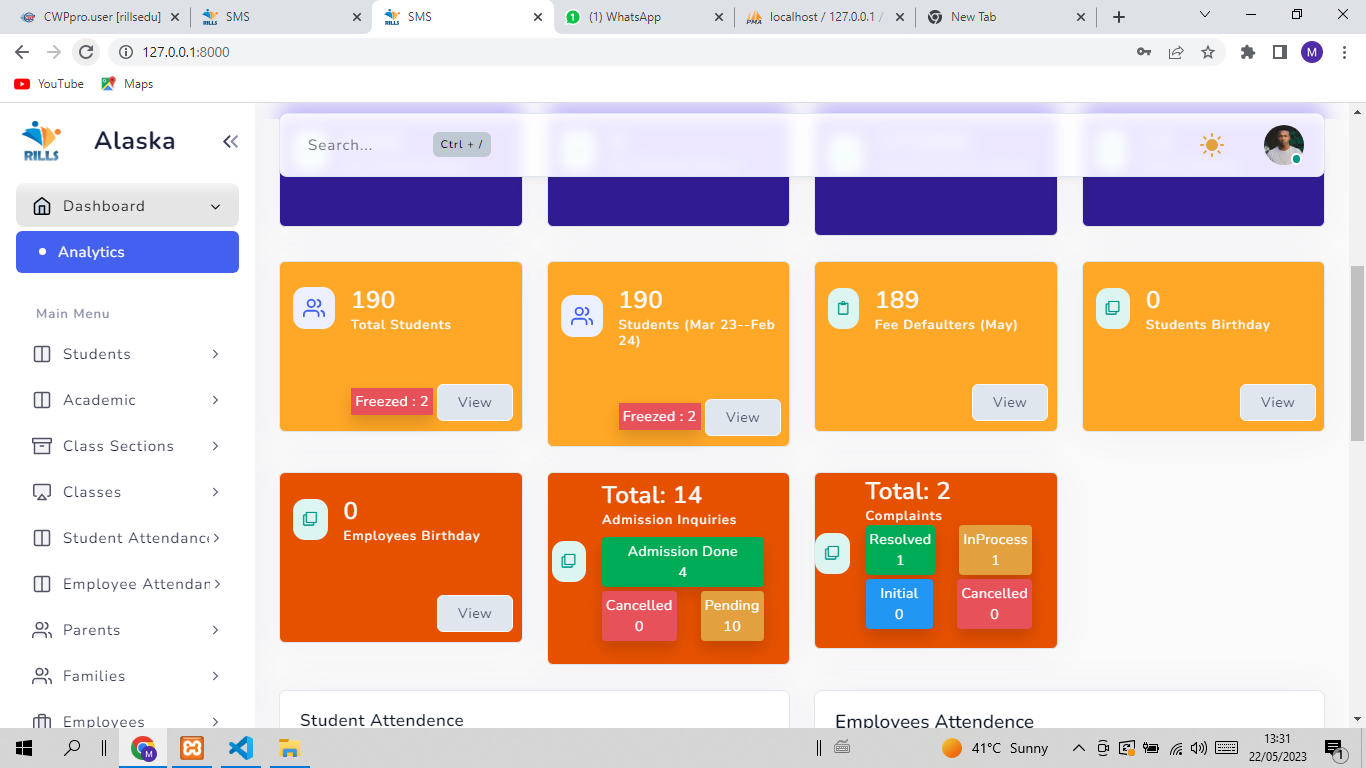 CWPpro.user [rillsedu]
SMS
SMS
(1) WhatsApp
localhost / 127.0.0.1 /
New Tab
127.0.0.1:8000
M
YouTube
Maps
RILLS
Alaska
Search...
Ctrl + /
Dashboard
Analytics
Main Menu
Students
Academic
Class Sections
Classes
Student Attendance
Employee Attendan
Parents
Families
Employees
190
Total Students
Freezed : 2
View
190
Students (Mar 23--Feb
24)
Freezed : 2
View
189
Fee Defaulters (May)
View
0
Students Birthday
View
0
Employees Birthday
View
Total: 14
Admission Inquiries
Admission Done
4
Cancelled
0
Pending
10
Total: 2
Complaints
Resolved
1
InProcess
1
Initial
0
Cancelled
0
Student Attendence
Employees Attendence
41°C Sunny
13:31
22/05/2023
1